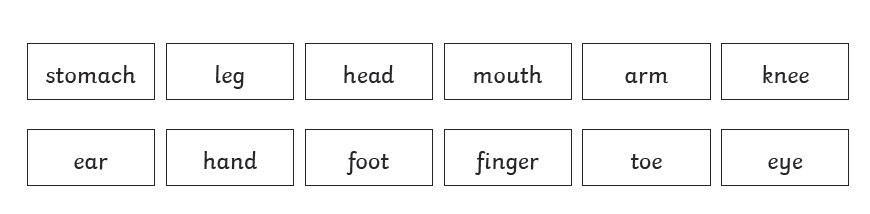 stomach leg head mouth arm knee
ear hand foot finger toe eye